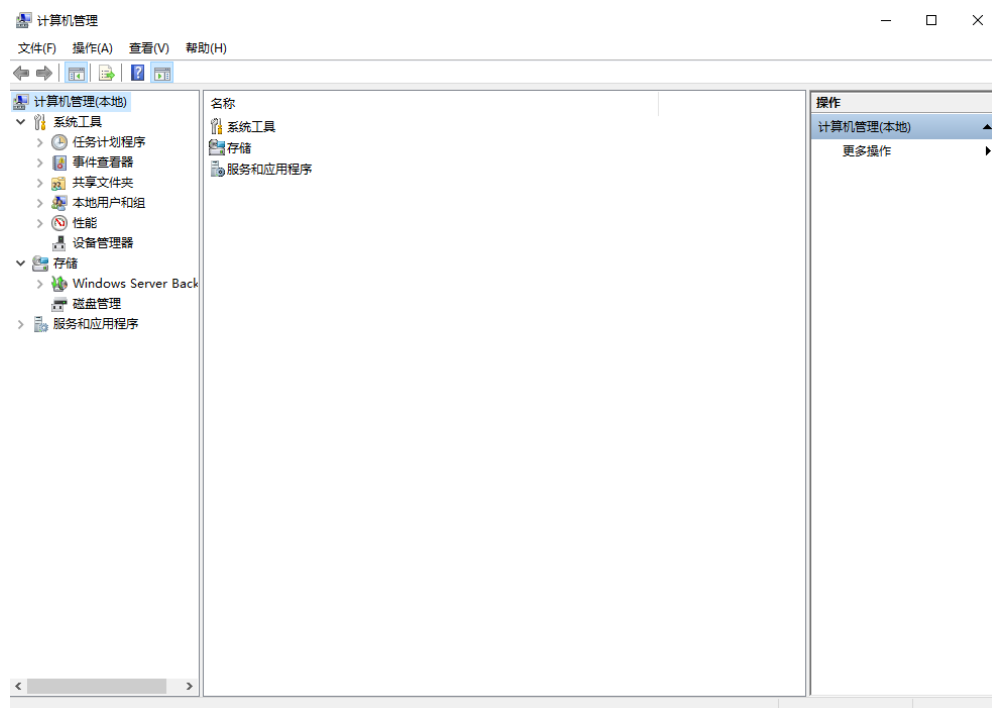 计算机管理
文件(F) 操作(A) 查看(V) 帮助(H)
计算机管理(本地)
系统工具
任务计划程序
事件查看器
共享文件夹
本地用户和组
性能
设备管理器
存储
Windows Server Back
磁盘管理
服务和应用程序
名称
系统工具
存储
服务和应用程序
操作
计算机管理(本地)
更多操作